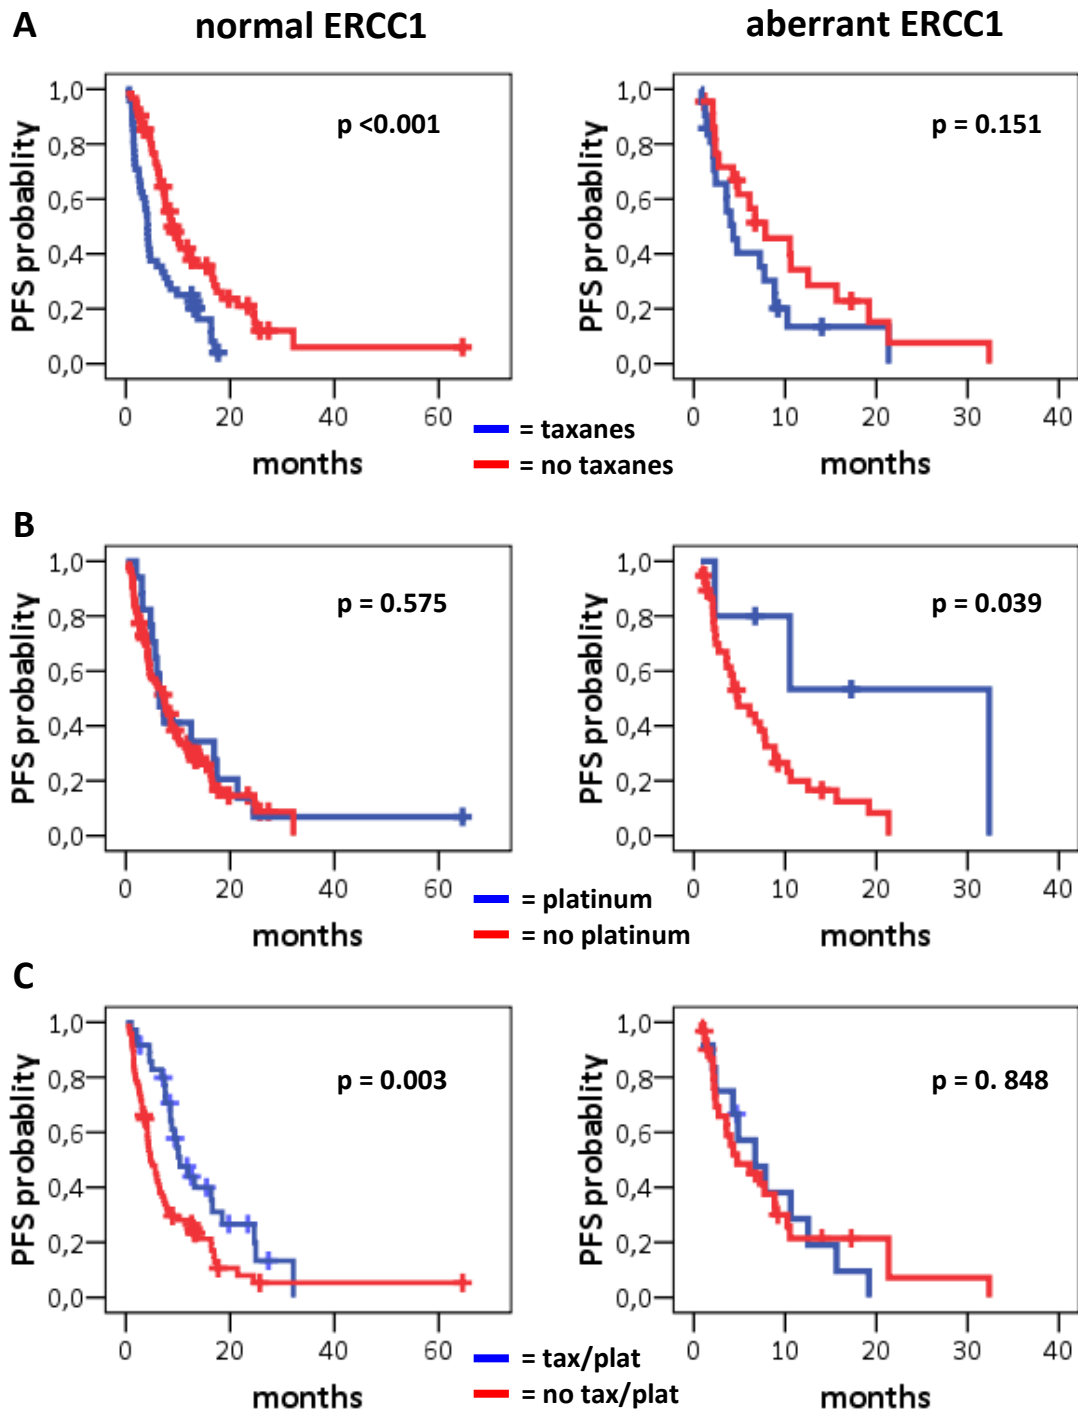 A
normal ERCC1
aberrant ERCC1
PFS probablity
1,0
0,8
0,6
0,4
0,2
0,0
p <0.001
0
20
40
60
months
PFS probablity
1,0
0,8
0,6
0,4
0,2
0,0
p = 0.151
0
10
20
30
40
months
= taxanes
= no taxanes
B
PFS probablity
1,0
0,8
0,6
0,4
0,2
0,0
p = 0.575
0
20
40
60
months
PFS probablity
1,0
0,8
0,6
0,4
0,2
0,0
p = 0.039
0
10
20
30
40
months
= platinum
= no platinum
C
PFS probablity
1,0
0,8
0,6
0,4
0,2
0,0
p = 0.003
0
20
40
60
months
PFS probablity
1,0
0,8
0,6
0,4
0,2
0,0
p = 0. 848
0
10
20
30
40
months
= tax/plat
= no tax/plat